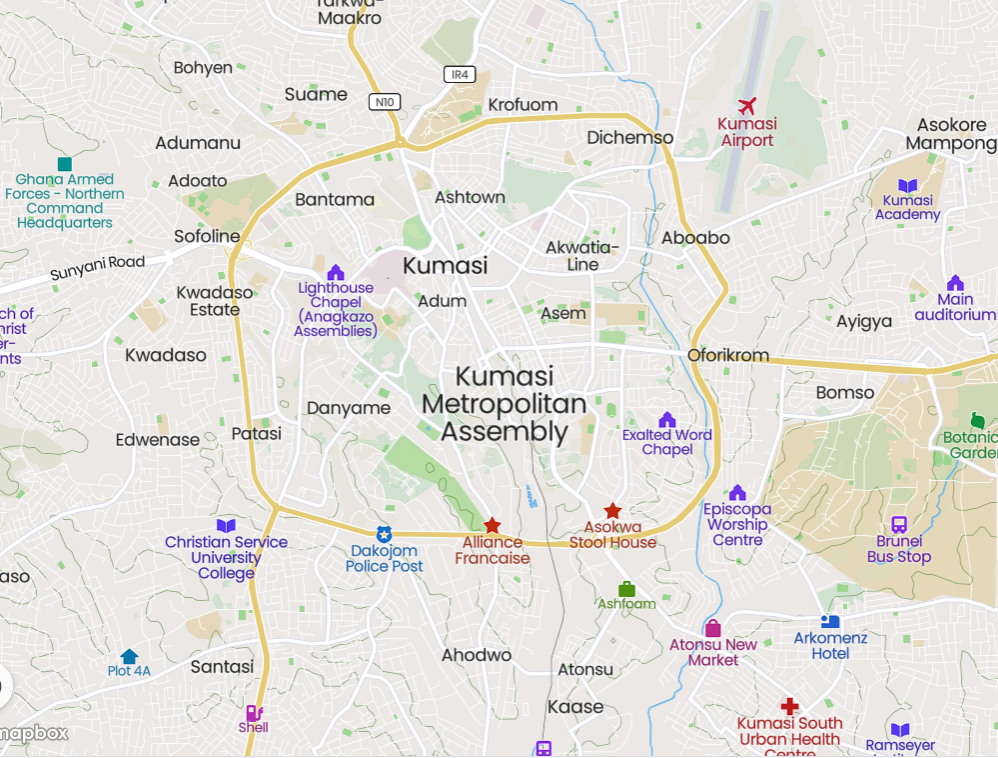 Tarkwa-
Maakro
Bohyen
IR4
Suame
N10
Krofuom
Kumasi
Airport
Dichemso
Asokore
Mampong
Adumanu
Ghana Armed
Forces - Northern
Command
Headquarters
Adoato
Bantama
Ashtown
Kumasi
Academy
Sofoline
Akwatia-
Line
Aboabo
Sunyani Road
Kumasi
Lighthouse
Chapel
(Anagkazo
Assemblies)
Kwadaso
Estate
Adum
Asem
Main
auditorium
Ayigya
ch of
hrist
er-
nts
Kwadaso
Oforikrom
Kumasi
Metropolitan
Assembly
Bomso
Danyame
Edwenase
Patasi
Exalted Word
Chapel
Botanic
Garde
Episcopa
Worship
Centre
Christian Service
University
College
Dakojom
Police Post
Alliance
Francaise
Asokwa
Stool House
Brunei
Bus Stop
aso
Ashfoam
Atonsu New
Market
Arkomenz
Hotel
Plot 4A
Santasi
Ahodwo
Atonsu
Kaase
Shell
mapbox
Kumasi South
Urban Health
Centre
Ramseyer